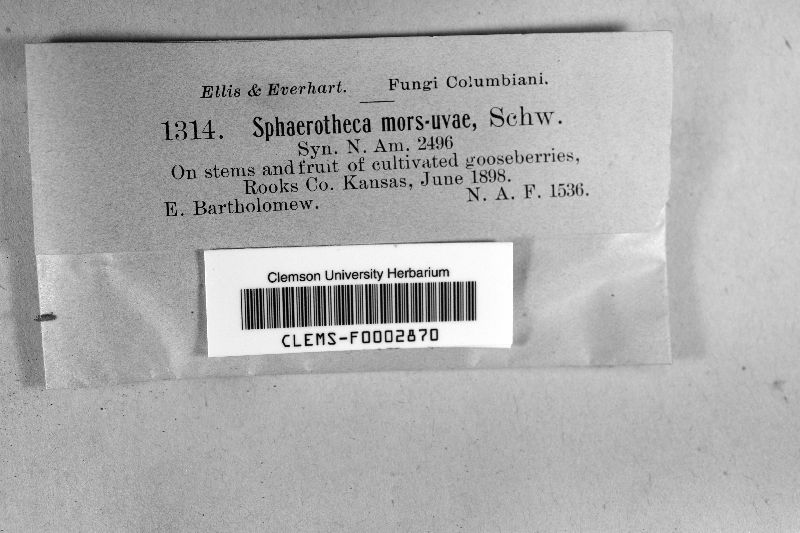 Ellis & Everhart. Fungi Columbiani.
1314. Sphaerotheca mors-uvae, Schw.
Syn. N. Am. 2496
On stems and fruit of cultivated gooseberries,
Rooks Co. Kansas, June 1898.
E. Bartholomew. N. A. F. 1536.
Clemson University Herbarium
CLEMS-F0002870